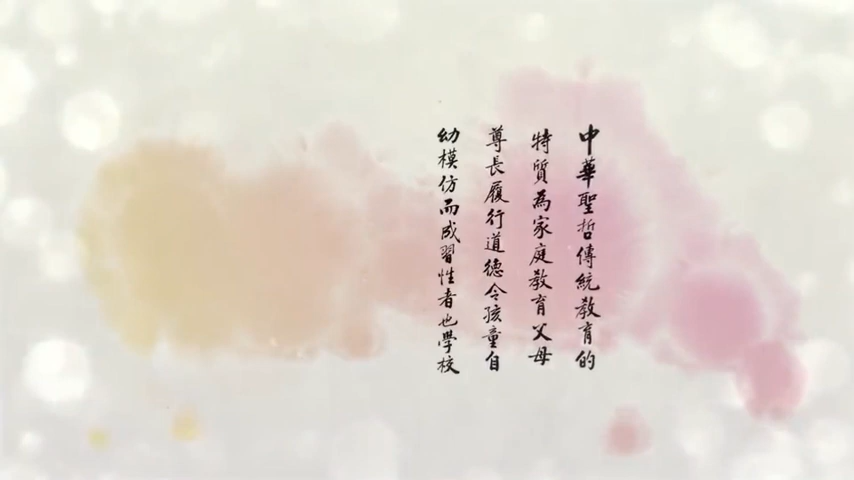 中華聖哲傳統教育的
特質為家庭教育父母
尊長履行道德令孩童自
幼模仿而成習性者也學校